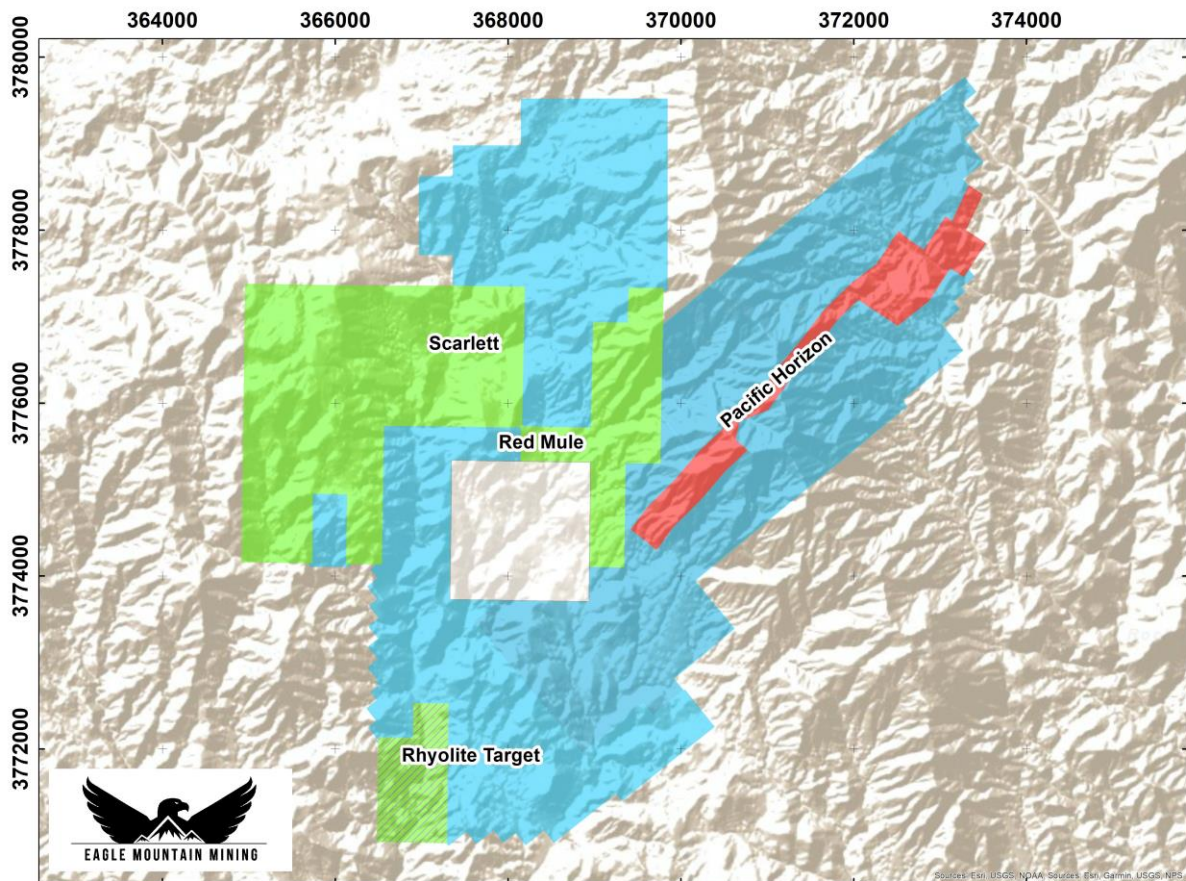 364000 366000 368000 370000 372000 374000
3780000
3778000
3776000
3774000
3772000
Scarlett
Pacific Horizon
Red Mule
Rhyolite Target
EAGLE MOUNTAIN MINING
Sources: Esri, USGS, NOAA, Sources: Esri, Garmin, USGS, NPS